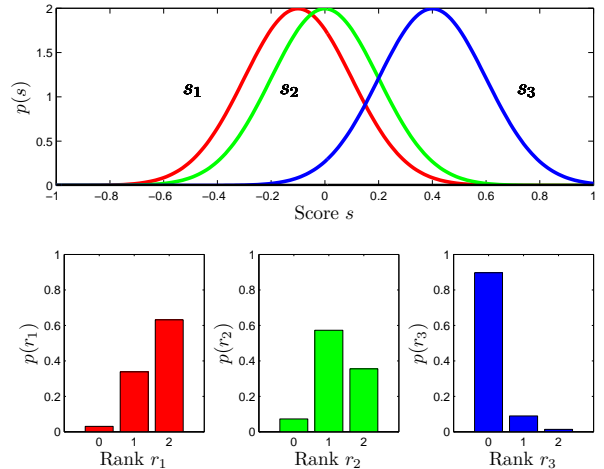 2
1.5
1
0.5
0
p(s)
s₁
s₂
s₃
−1 −0.8 −0.6 −0.4 −0.2 0 0.2 0.4 0.6 0.8 1
Score s
1 1 1
0.8 0.8 0.8
0.6 0.6 0.6
0.4 0.4 0.4
0.2 0.2 0.2
0 0 0
p(r₁) p(r₂) p(r₃)
0 1 2 0 1 2 0 1 2
Rank r₁ Rank r₂ Rank r₃